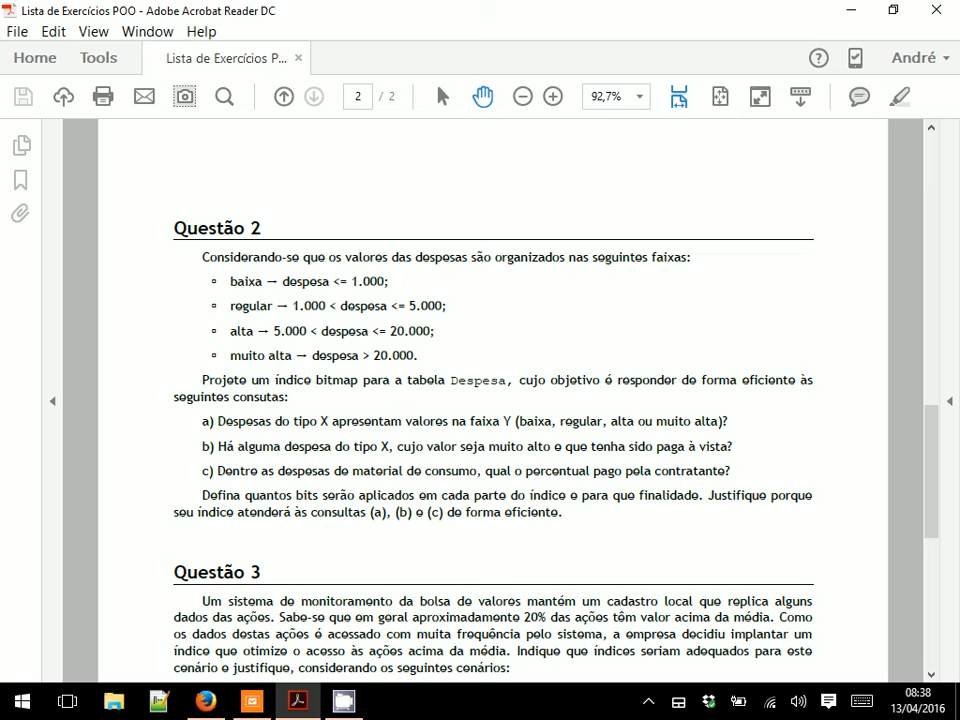 Lista de Exercícios POO - Adobe Acrobat Reader DC
File Edit View Window Help
Home Tools Lista de Exercícios P... × André
2 / 2 92,7%
Questão 2
Considerando-se que os valores das despesas são organizados nas seguintes faixas:
▫ baixa → despesa <= 1.000;
▫ regular → 1.000 < despesa <= 5.000;
▫ alta → 5.000 < despesa <= 20.000;
▫ muito alta → despesa > 20.000.
Projete um índice bitmap para a tabela Despesa, cujo objetivo é responder de forma eficiente às
seguintes consutas:
a) Despesas do tipo X apresentam valores na faixa Y (baixa, regular, alta ou muito alta)?
b) Há alguma despesa do tipo X, cujo valor seja muito alto e que tenha sido paga à vista?
c) Dentre as despesas de material de consumo, qual o percentual pago pela contratante?
Defina quantos bits serão aplicados em cada parte do índice e para que finalidade. Justifique porque
seu índice atenderá às consultas (a), (b) e (c) de forma eficiente.
Questão 3
Um sistema de monitoramento da bolsa de valores mantém um cadastro local que replica alguns
dados das ações. Sabe-se que em geral aproximadamente 20% das ações têm valor acima da média. Como
os dados destas ações é acessado com muita frequência pelo sistema, a empresa decidiu implantar um
índice que otimize o acesso às ações acima da média. Indique que índices seriam adequados para este
cenário e justifique, considerando os seguintes cenários:
08:38
13/04/2016